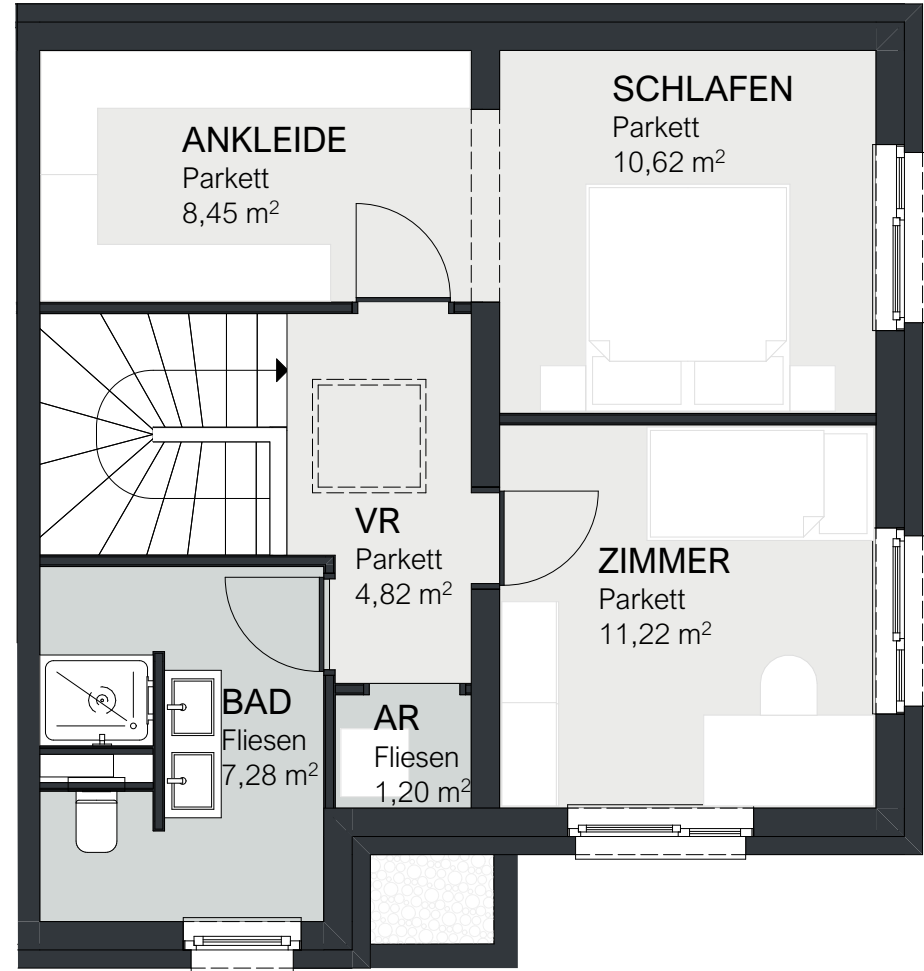 SCHLAFEN
Parkett
10,62 m²
ANKLEIDE
Parkett
8,45 m²
VR
Parkett
4,82 m²
ZIMMER
Parkett
11,22 m²
BAD
Fliesen
7,28 m²
AR
Fliesen
1,20 m²